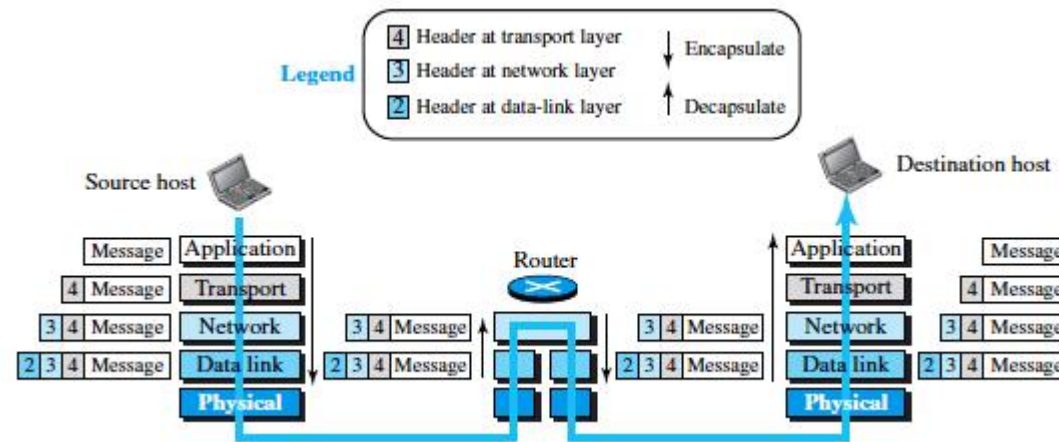 4 Header at transport layer
Encapsulate
Legend
3 Header at network layer
2 Header at data-link layer
Decapsulate
Source host
Destination host
Message Application
Router
Application Message
4 Message Transport
Transport 4 Message
3 4 Message Network
3 4 Message
3 4 Message
Network 3 4 Message
2 3 4 Message Data link
2 3 4 Message
2 3 4 Message
Data link 2 3 4 Message
Physical
Physical